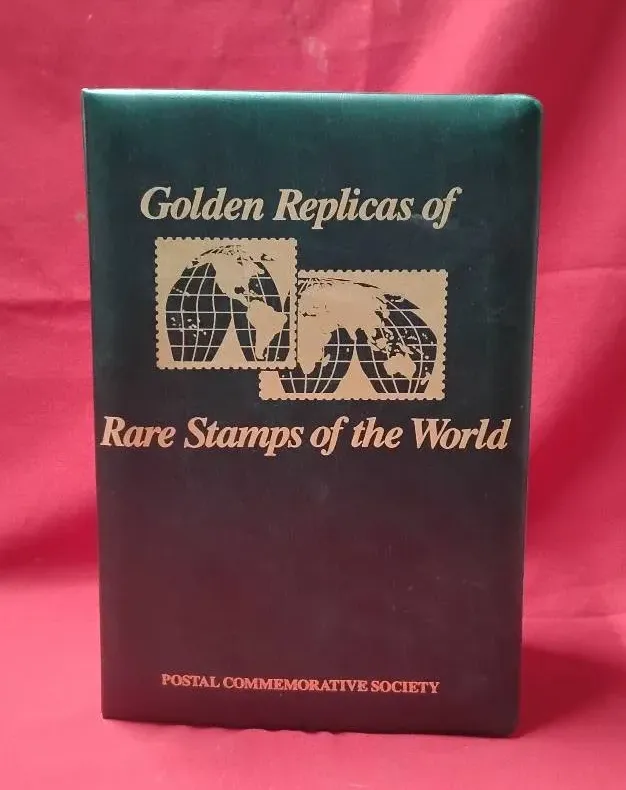 Golden Replicas of
Rare Stamps of the World
POSTAL COMMEMORATIVE SOCIETY